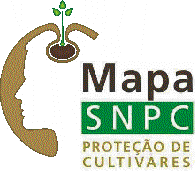 Mapa
SNPC
PROTEÇÃO DE
CULTIVARES